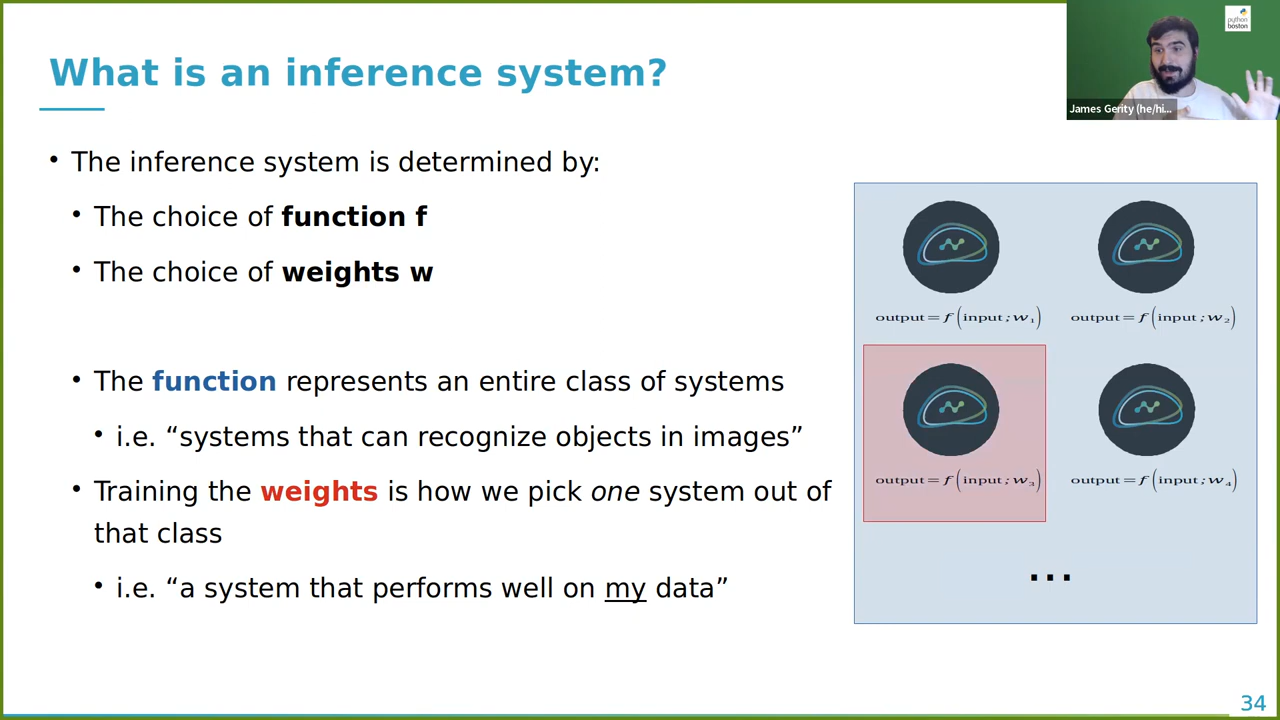 What is an inference system?
python
boston
James Gerity (he/hi...
• The inference system is determined by:
• The choice of function f
• The choice of weights w
• The function represents an entire class of systems
• i.e. “systems that can recognize objects in images”
• Training the weights is how we pick one system out of
that class
• i.e. “a system that performs well on my data”
output=f(input;w₁)
output=f(input;w₂)
output=f(input;w₃)
output=f(input;w₄)
...
34